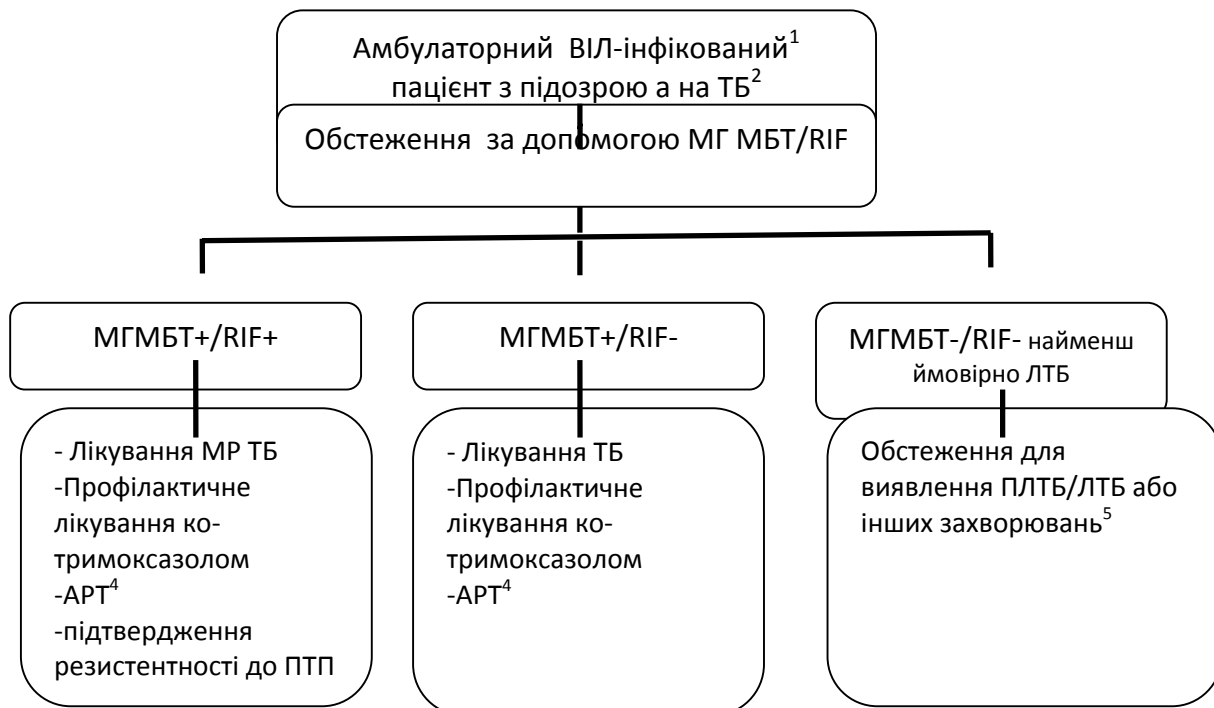 Амбулаторний ВІЛ-інфікований¹
пацієнт з підозрою а на ТБ²
Обстеження за допомогою МГ МБТ/RIF
МГМБТ+/RIF+
МГМБТ+/RIF-
МГМБТ-/RIF- найменш
ймовірно ЛТБ
- Лікування МР ТБ
-Профілактичне
лікування ко-
тримоксазолом
-АРТ⁴
-підтвердження
резистентності до ПТП
- Лікування ТБ
-Профілактичне
лікування ко-
тримоксазолом
-АРТ⁴
Обстеження для
виявлення ПЛТБ/ЛТБ або
інших захворювань⁵